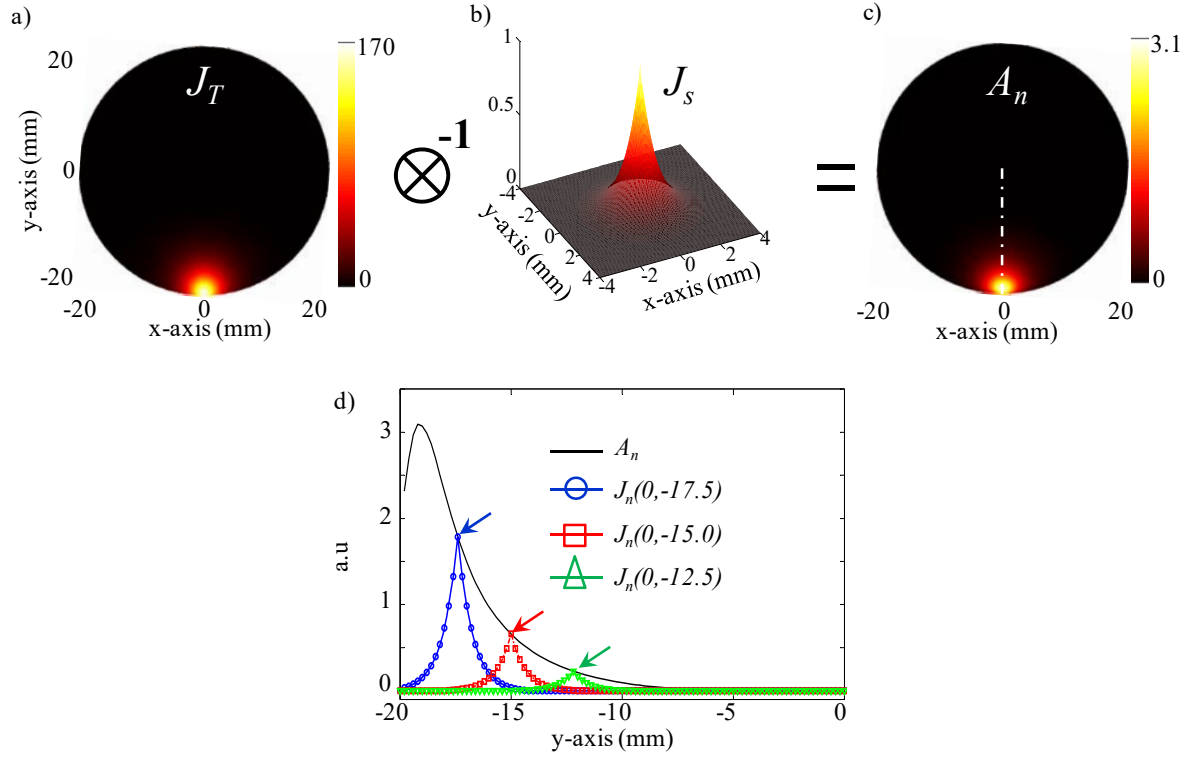 a)
20
0
-20
y-axis (mm)
J_T
170
0
-20 0 20
x-axis (mm)
⊗-1
b)
1
0.5
0
J_s
-4
-2
0
2
4
y-axis (mm)
-4
-2
0
2
4
x-axis (mm)
=
c)
A_n
3.1
0
-20 0 20
x-axis (mm)
d)
3
2
1
0
a.u
A_n
J_n(0,-17.5)
J_n(0,-15.0)
J_n(0,-12.5)
-20 -15 -10 -5 0
y-axis (mm)